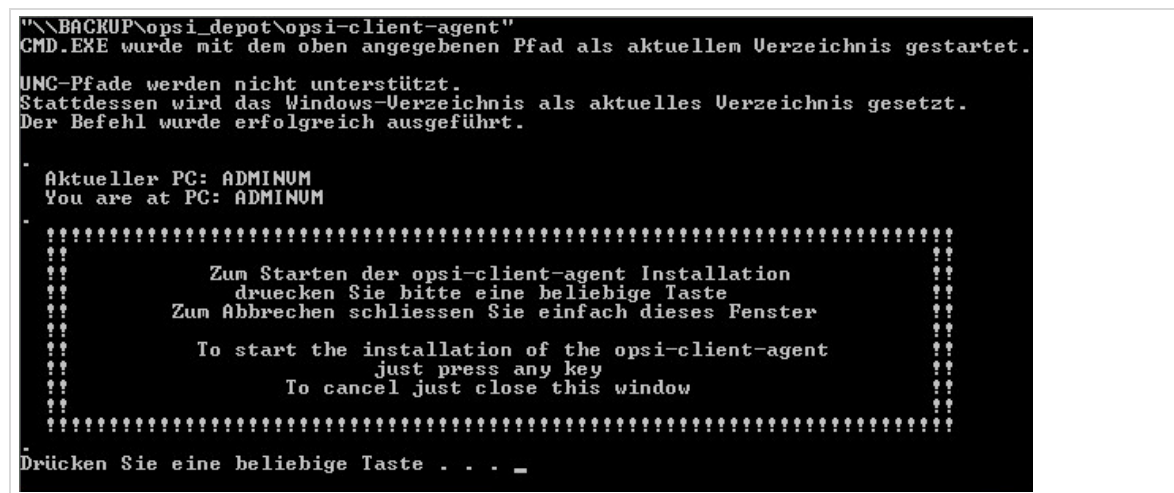 "\\BACKUP\opsi_depot\opsi-client-agent"
CMD.EXE wurde mit dem oben angegebenen Pfad als aktuellem Verzeichnis gestartet.
UNC-Pfade werden nicht unterstützt.
Stattdessen wird das Windows-Verzeichnis als aktuelles Verzeichnis gesetzt.
Der Befehl wurde erfolgreich ausgeführt.
.
Aktueller PC: ADMINVM
You are at PC: ADMINVM
.
!!!!!!!!!!!!!!!!!!!!!!!!!!!!!!!!!!!!!!!!!!!!!!!!!!!!!!!!!!!!!!!!!!!!!!!!!
!! !!
!! Zum Starten der opsi-client-agent Installation !!
!! druecken Sie bitte eine beliebige Taste !!
!! Zum Abbrechen schliessen Sie einfach dieses Fenster !!
!! !!
!! To start the installation of the opsi-client-agent !!
!! just press any key !!
!! To cancel just close this window !!
!! !!
!!!!!!!!!!!!!!!!!!!!!!!!!!!!!!!!!!!!!!!!!!!!!!!!!!!!!!!!!!!!!!!!!!!!!!!!!
.
Drücken Sie eine beliebige Taste . . . _